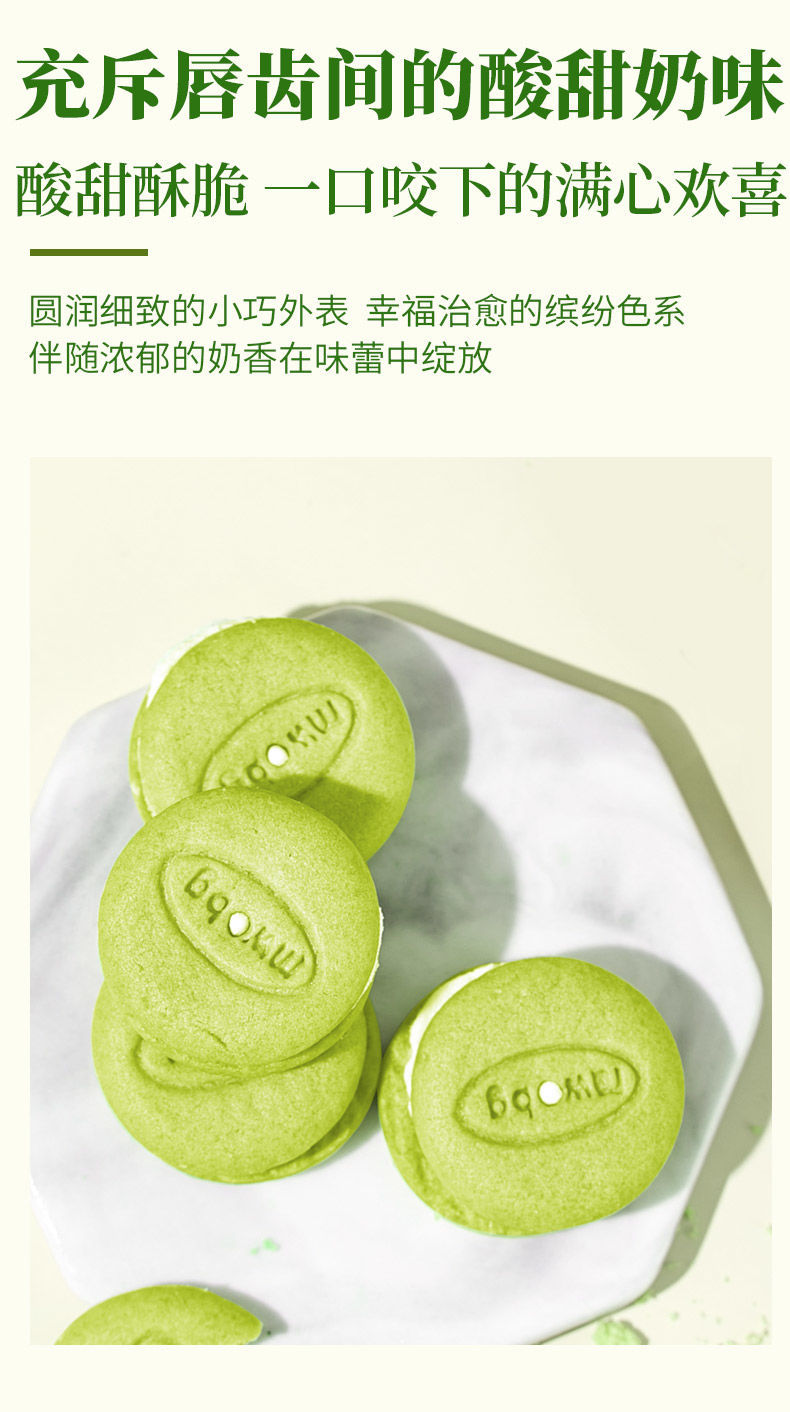 充斥唇齿间的酸甜奶味
酸甜酥脆 一口咬下的满心欢喜
圆润细致的小巧外表 幸福治愈的缤纷色系
伴随浓郁的奶香在味蕾中绽放